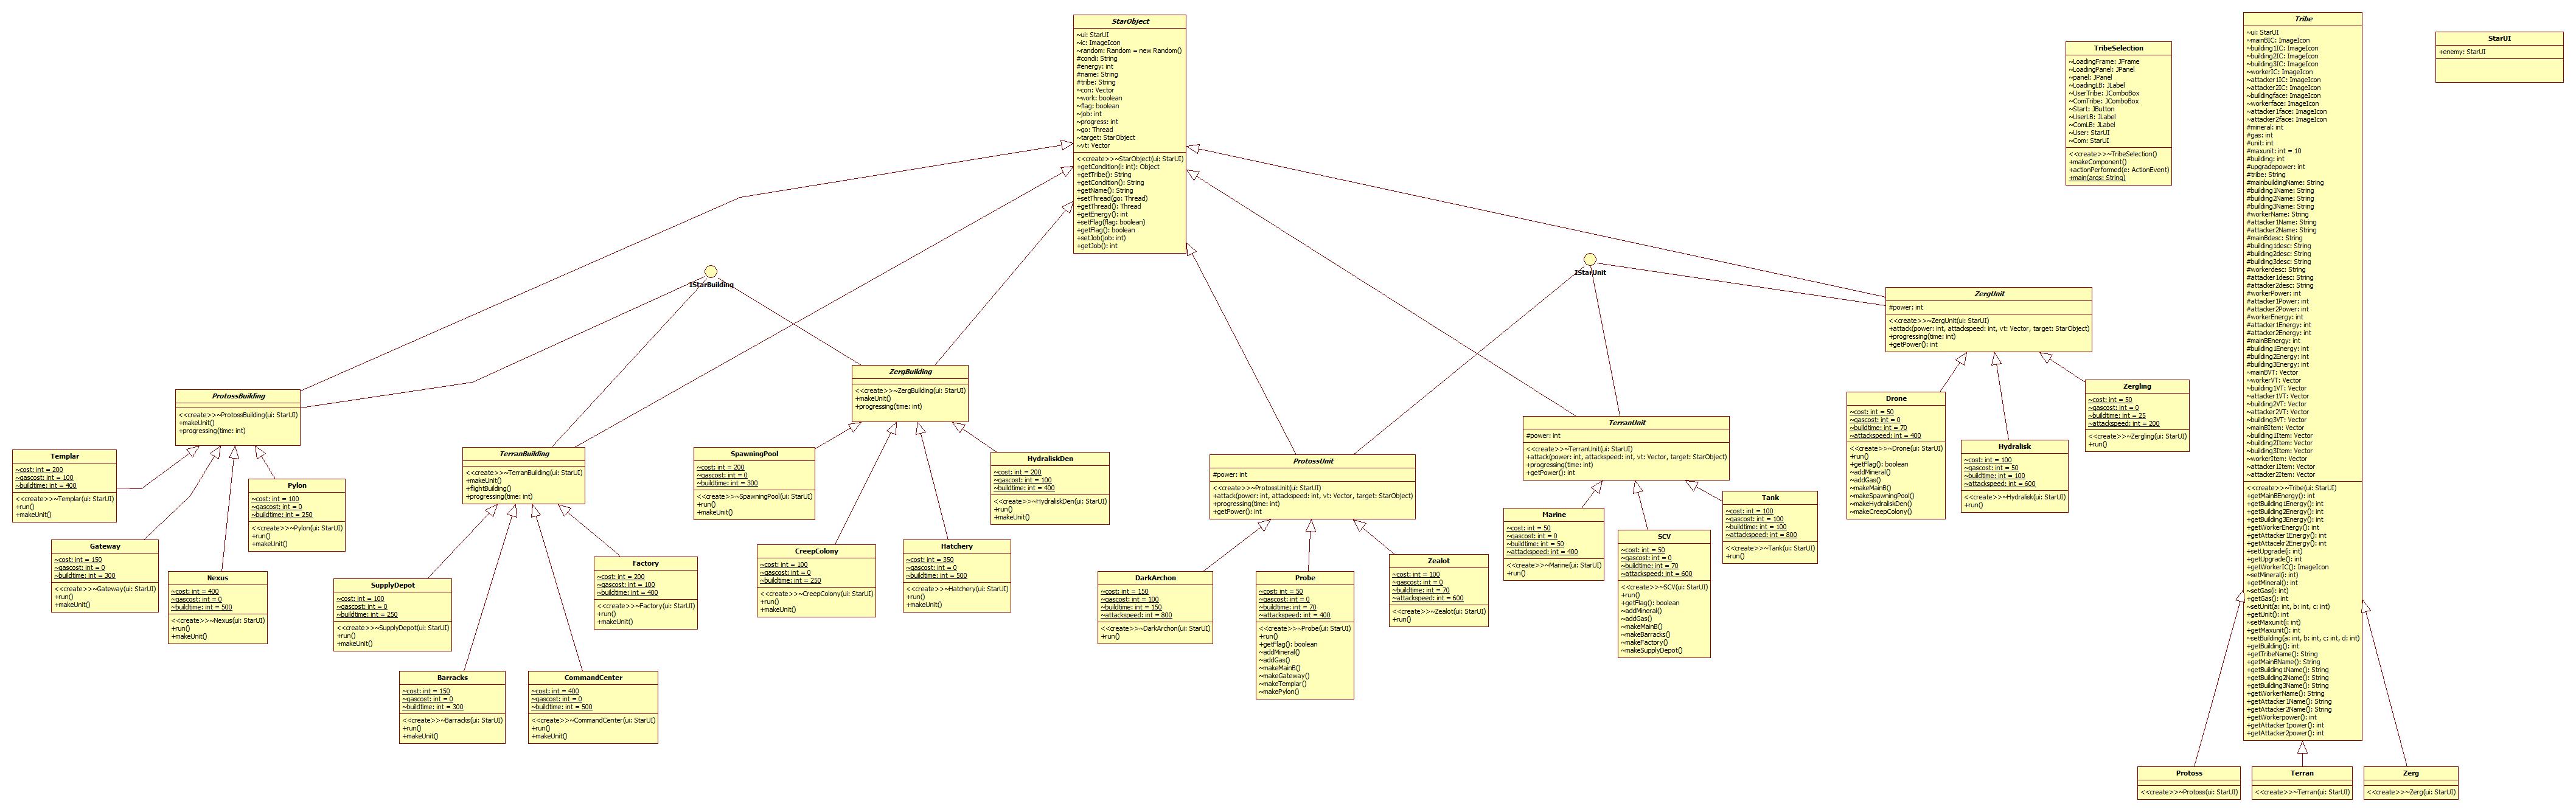 StarObject
~ui: StarUI
~ic: ImageIcon
~random: Random = new Random()
#condi: String
#energy: int
#name: String
#tribe: String
~con: Vector
~work: boolean
~flag: boolean
~job: int
~progress: int
~go: Thread
~target: StarObject
~vt: Vector
<<create>>~StarObject(ui: StarUI)
+getCondition(i: int): Object
+getTribe(): String
+getCondition(): String
+getName(): String
+setThread(go: Thread)
+getThread(): Thread
+getEnergy(): int
+setFlag(flag: boolean)
+getFlag(): boolean
+setJob(job: int)
+getJob(): int
TribeSelection
~LoadingFrame: JFrame
~LoadingPanel: JPanel
~panel: JPanel
~LoadingLB: JLabel
~UserTribe: JComboBox
~ComTribe: JComboBox
~Start: JButton
~UserLB: JLabel
~ComLB: JLabel
~User: StarUI
~Com: StarUI
<<create>>~TribeSelection()
+makeComponent()
+actionPerformed(e: ActionEvent)
+main(args: String)
Tribe
~ui: StarUI
~mainBIC: ImageIcon
~building1IC: ImageIcon
~building2IC: ImageIcon
~building3IC: ImageIcon
~workerIC: ImageIcon
~attacker1IC: ImageIcon
~attacker2IC: ImageIcon
~buildingface: ImageIcon
~workerface: ImageIcon
~attacker1face: ImageIcon
~attacker2face: ImageIcon
#mineral: int
#gas: int
#unit: int
#maxunit: int = 10
#building: int
#upgradepower: int
#tribe: String
#mainbuildingName: String
#building1Name: String
#building2Name: String
#building3Name: String
#workerName: String
#attacker1Name: String
#attacker2Name: String
#mainBdesc: String
#building1desc: String
#building2desc: String
#building3desc: String
#workerdesc: String
#attacker1desc: String
#attacker2desc: String
#workerPower: int
#attacker1Power: int
#attacker2Power: int
#workerEnergy: int
#attacker1Energy: int
#attacker2Energy: int
#mainBEnergy: int
#building1Energy: int
#building2Energy: int
#building3Energy: int
~mainBVT: Vector
~workerVT: Vector
~building1VT: Vector
~attacker1VT: Vector
~building2VT: Vector
~attacker2VT: Vector
~building3VT: Vector
~mainBItem: Vector
~building1Item: Vector
~building2Item: Vector
~building3Item: Vector
~workerItem: Vector
~attacker1Item: Vector
~attacker2Item: Vector
<<create>>~Tribe(ui: StarUI)
+getMainBEnergy(): int
+getBuilding1Energy(): int
+getBuilding2Energy(): int
+getBuilding3Energy(): int
+getWorkerEnergy(): int
+getAttacker1Energy(): int
+getAttacekr2Energy(): int
+setUpgrade(i: int)
+getUpgrade(): int
+getWorkerIC(): ImageIcon
~setMineral(i: int)
+getMineral(): int
~setGas(i: int)
+getGas(): int
~setUnit(a: int, b: int, c: int)
+getUnit(): int
~setMaxunit(i: int)
+getMaxunit(): int
~setBuilding(a: int, b: int, c: int, d: int)
+getBuilding(): int
+getTribeName(): String
+getMainBName(): String
+getBuilding1Name(): String
+getBuilding2Name(): String
+getBuilding3Name(): String
+getWorkerName(): String
+getAttacker1Name(): String
+getAttacker2Name(): String
+getWorkerpower(): int
+getAttacker1power(): int
+getAttacker2power(): int
StarUI
+enemy: StarUI
IStarBuilding
IStarUnit
ZergUnit
#power: int
<<create>>~ZergUnit(ui: StarUI)
+attack(power: int, attackspeed: int, vt: Vector, target: StarObject)
+progressing(time: int)
+getPower(): int
ZergBuilding
<<create>>~ZergBuilding(ui: StarUI)
+makeUnit()
+progressing(time: int)
ProtossBuilding
<<create>>~ProtossBuilding(ui: StarUI)
+makeUnit()
+progressing(time: int)
TerranBuilding
<<create>>~TerranBuilding(ui: StarUI)
+makeUnit()
+flightBuilding()
+progressing(time: int)
TerranUnit
#power: int
<<create>>~TerranUnit(ui: StarUI)
+attack(power: int, attackspeed: int, vt: Vector, target: StarObject)
+progressing(time: int)
+getPower(): int
ProtossUnit
#power: int
<<create>>~ProtossUnit(ui: StarUI)
+attack(power: int, attackspeed: int, vt: Vector, target: StarObject)
+progressing(time: int)
+getPower(): int
Templar
~cost: int = 200
~gascost: int = 100
~buildtime: int = 400
<<create>>~Templar(ui: StarUI)
+run()
+makeUnit()
Pylon
~cost: int = 100
~gascost: int = 0
~buildtime: int = 250
<<create>>~Pylon(ui: StarUI)
+run()
+makeUnit()
Gateway
~cost: int = 150
~gascost: int = 0
~buildtime: int = 300
<<create>>~Gateway(ui: StarUI)
+run()
+makeUnit()
Nexus
~cost: int = 400
~gascost: int = 0
~buildtime: int = 500
<<create>>~Nexus(ui: StarUI)
+run()
+makeUnit()
SupplyDepot
~cost: int = 100
~gascost: int = 0
~buildtime: int = 250
<<create>>~SupplyDepot(ui: StarUI)
+run()
+makeUnit()
Factory
~cost: int = 200
~gascost: int = 100
~buildtime: int = 400
<<create>>~Factory(ui: StarUI)
+run()
+makeUnit()
Barracks
~cost: int = 150
~gascost: int = 0
~buildtime: int = 300
<<create>>~Barracks(ui: StarUI)
+run()
+makeUnit()
CommandCenter
~cost: int = 400
~gascost: int = 0
~buildtime: int = 500
<<create>>~CommandCenter(ui: StarUI)
+run()
+makeUnit()
SpawningPool
~cost: int = 200
~gascost: int = 0
~buildtime: int = 300
<<create>>~SpawningPool(ui: StarUI)
+run()
+makeUnit()
HydraliskDen
~cost: int = 200
~gascost: int = 100
~buildtime: int = 400
<<create>>~HydraliskDen(ui: StarUI)
+run()
+makeUnit()
CreepColony
~cost: int = 100
~gascost: int = 0
~buildtime: int = 250
<<create>>~CreepColony(ui: StarUI)
+run()
+makeUnit()
Hatchery
~cost: int = 350
~gascost: int = 0
~buildtime: int = 500
<<create>>~Hatchery(ui: StarUI)
+run()
+makeUnit()
DarkArchon
~cost: int = 150
~gascost: int = 100
~buildtime: int = 150
~attackspeed: int = 800
<<create>>~DarkArchon(ui: StarUI)
+run()
Probe
~cost: int = 50
~gascost: int = 0
~buildtime: int = 70
~attackspeed: int = 400
<<create>>~Probe(ui: StarUI)
+run()
+getFlag(): boolean
~addMineral()
~addGas()
~makeMainB()
~makeGateway()
~makeTemplar()
~makePylon()
Zealot
~cost: int = 100
~gascost: int = 0
~buildtime: int = 70
~attackspeed: int = 600
<<create>>~Zealot(ui: StarUI)
+run()
Marine
~cost: int = 50
~gascost: int = 0
~buildtime: int = 50
~attackspeed: int = 400
<<create>>~Marine(ui: StarUI)
+run()
SCV
~cost: int = 50
~gascost: int = 0
~buildtime: int = 70
~attackspeed: int = 600
<<create>>~SCV(ui: StarUI)
+run()
+getFlag(): boolean
~addMineral()
~addGas()
~makeMainB()
~makeBarracks()
~makeFactory()
~makeSupplyDepot()
Tank
~cost: int = 100
~gascost: int = 100
~buildtime: int = 100
~attackspeed: int = 800
<<create>>~Tank(ui: StarUI)
+run()
Drone
~cost: int = 50
~gascost: int = 0
~buildtime: int = 70
~attackspeed: int = 400
<<create>>~Drone(ui: StarUI)
+run()
+getFlag(): boolean
~addMineral()
~addGas()
~makeMainB()
~makeSpawningPool()
~makeHydraliskDen()
~makeCreepColony()
Hydralisk
~cost: int = 100
~gascost: int = 50
~buildtime: int = 100
~attackspeed: int = 600
<<create>>~Hydralisk(ui: StarUI)
+run()
Zergling
~cost: int = 50
~gascost: int = 0
~buildtime: int = 25
~attackspeed: int = 200
<<create>>~Zergling(ui: StarUI)
+run()
Protoss
<<create>>~Protoss(ui: StarUI)
Terran
<<create>>~Terran(ui: StarUI)
Zerg
<<create>>~Zerg(ui: StarUI)